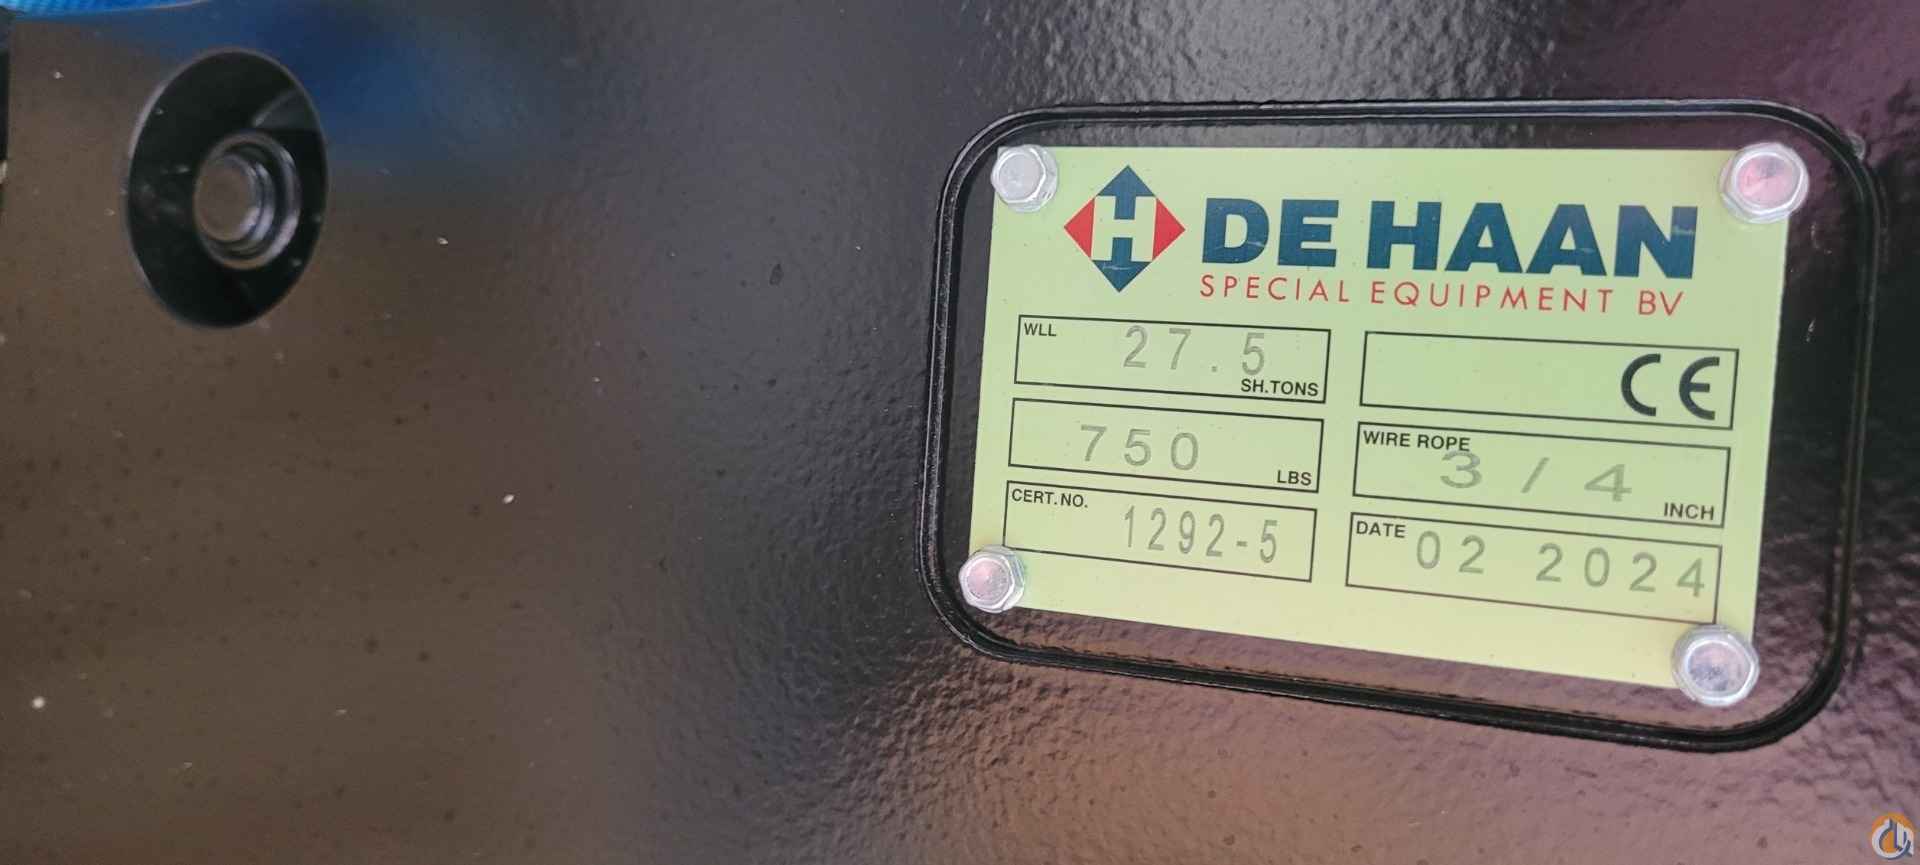 H DE HAAN
SPECIAL EQUIPMENT BV
WLL 27.5 SH.TONS
CE
750 LBS
WIRE ROPE 3/4 INCH
CERT. NO. 1292-5
DATE 02 2024